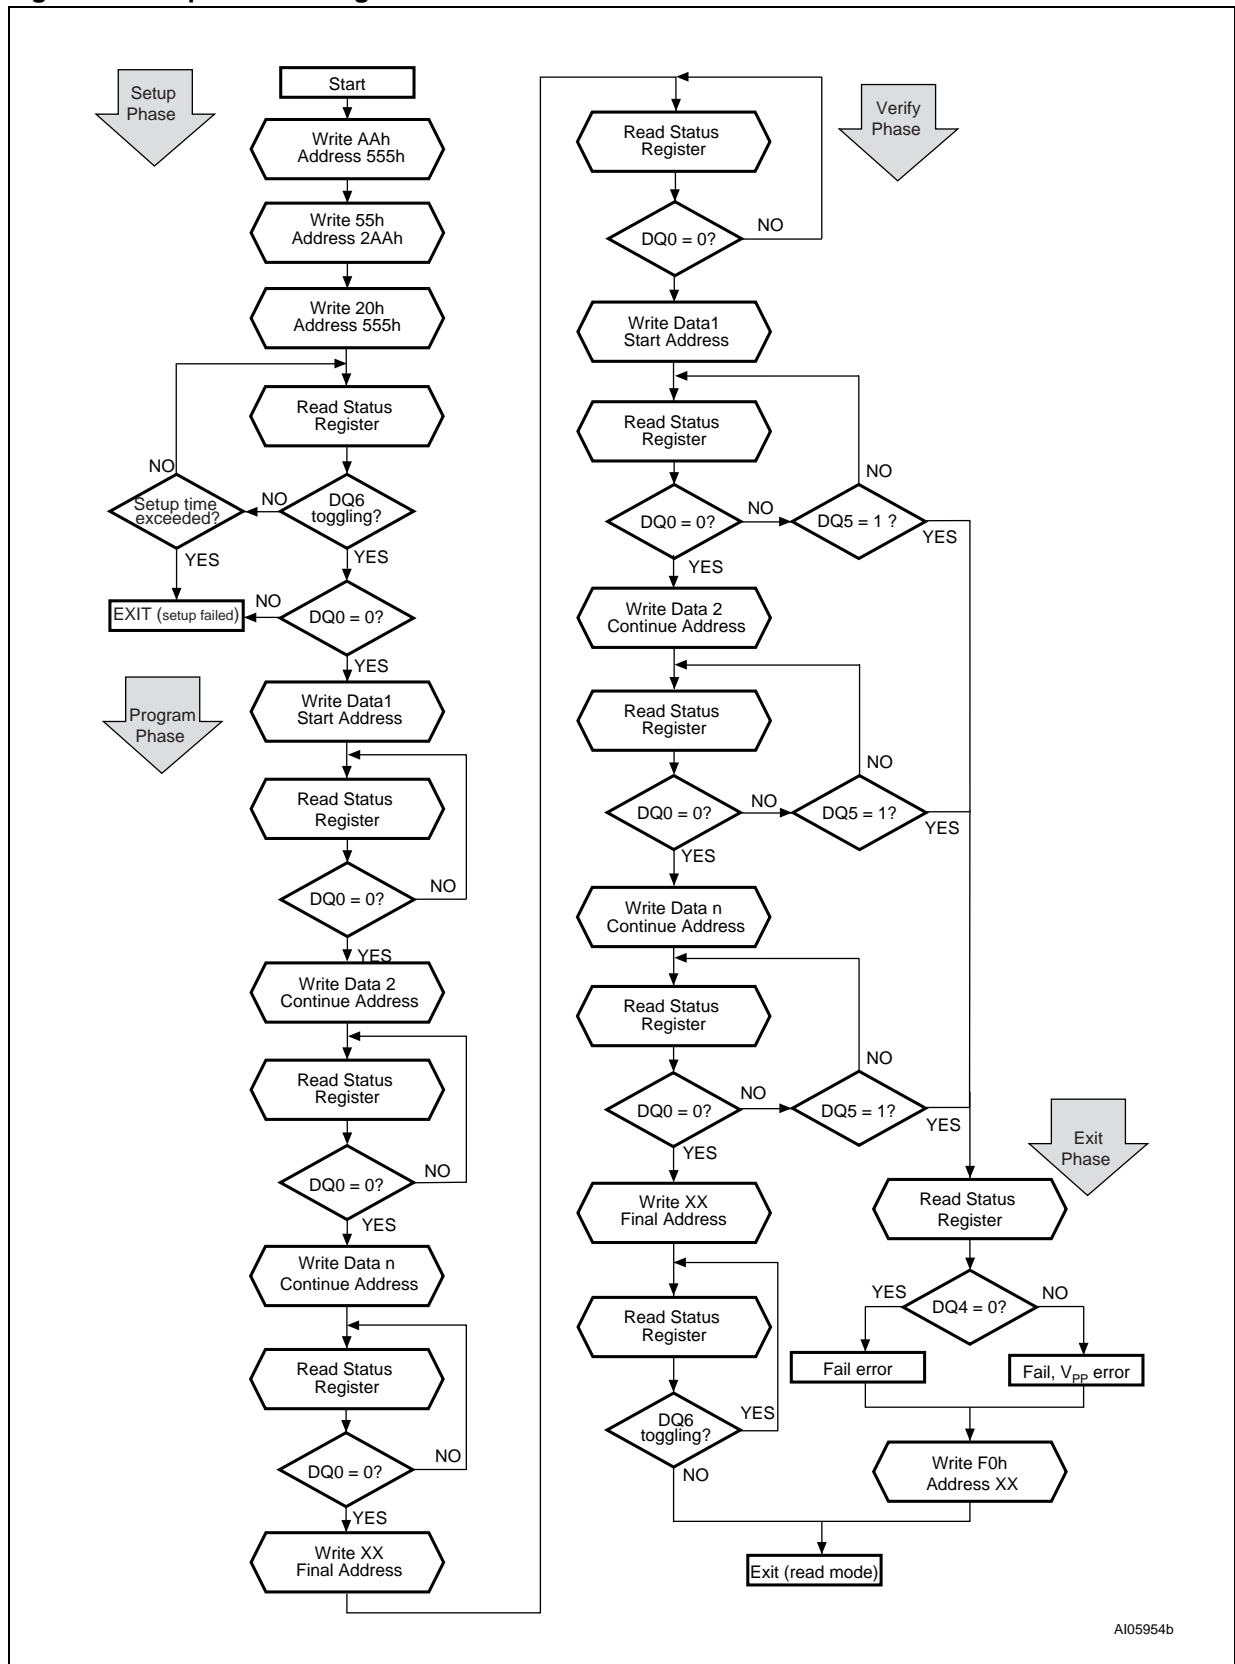 Setup
Phase
Start
Write AAh
Address 555h
Write 55h
Address 2AAh
Write 20h
Address 555h
Read Status
Register
NO
Setup time
exceeded?
NO
DQ6
toggling?
YES
YES
EXIT (setup failed)
NO
DQ0 = 0?
YES
Program
Phase
Write Data1
Start Address
Read Status
Register
DQ0 = 0?
NO
YES
Write Data 2
Continue Address
Read Status
Register
DQ0 = 0?
NO
YES
Write Data n
Continue Address
Read Status
Register
DQ0 = 0?
NO
YES
Write XX
Final Address
Verify
Phase
Read Status
Register
DQ0 = 0?
NO
Write Data1
Start Address
Read Status
Register
NO
DQ0 = 0?
NO
DQ5 = 1 ?
YES
YES
Write Data 2
Continue Address
Read Status
Register
NO
DQ0 = 0?
NO
DQ5 = 1?
YES
YES
Write Data n
Continue Address
Read Status
Register
NO
DQ0 = 0?
NO
DQ5 = 1?
YES
YES
Write XX
Final Address
Read Status
Register
DQ6
toggling?
YES
NO
Exit
Phase
Read Status
Register
YES
DQ4 = 0?
NO
Fail error
Fail, VPP error
Write F0h
Address XX
Exit (read mode)
AI05954b